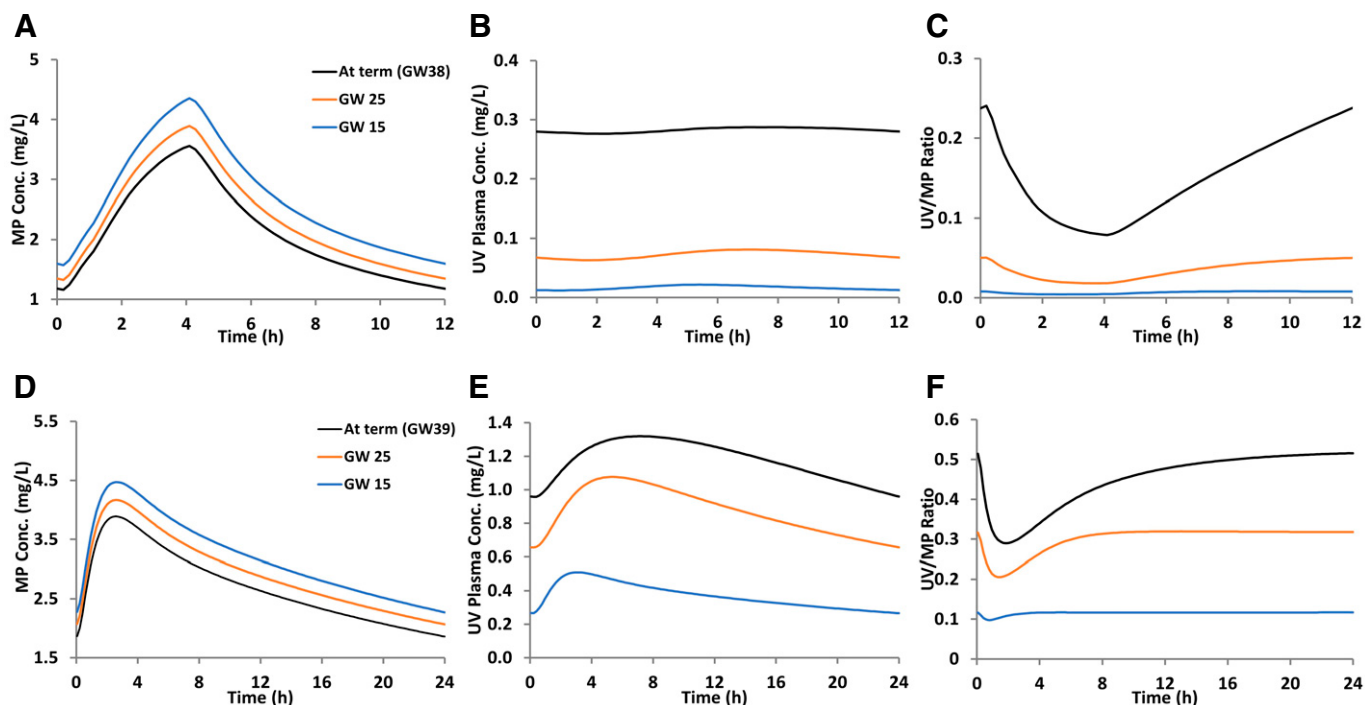 A
MP Conc. (mg/L)
5
4
3
2
1
0 2 4 6 8 10 12
Time (h)
At term (GW38)
GW 25
GW 15
B
UV Plasma Conc. (mg/L)
0.4
0.3
0.2
0.1
0.0
0 2 4 6 8 10 12
Time (h)
C
UV/MP Ratio
0.3
0.2
0.1
0.0
0 2 4 6 8 10 12
Time (h)
D
MP Conc. (mg/L)
5.5
4.5
3.5
2.5
1.5
0 4 8 12 16 20 24
Time (h)
At term (GW39)
GW 25
GW 15
E
UV Plasma Conc. (mg/L)
1.4
1.2
1.0
0.8
0.6
0.4
0.2
0.0
0 4 8 12 16 20 24
Time (h)
F
UV/MP Ratio
0.6
0.5
0.4
0.3
0.2
0.1
0
0 4 8 12 16 20 24
Time (h)